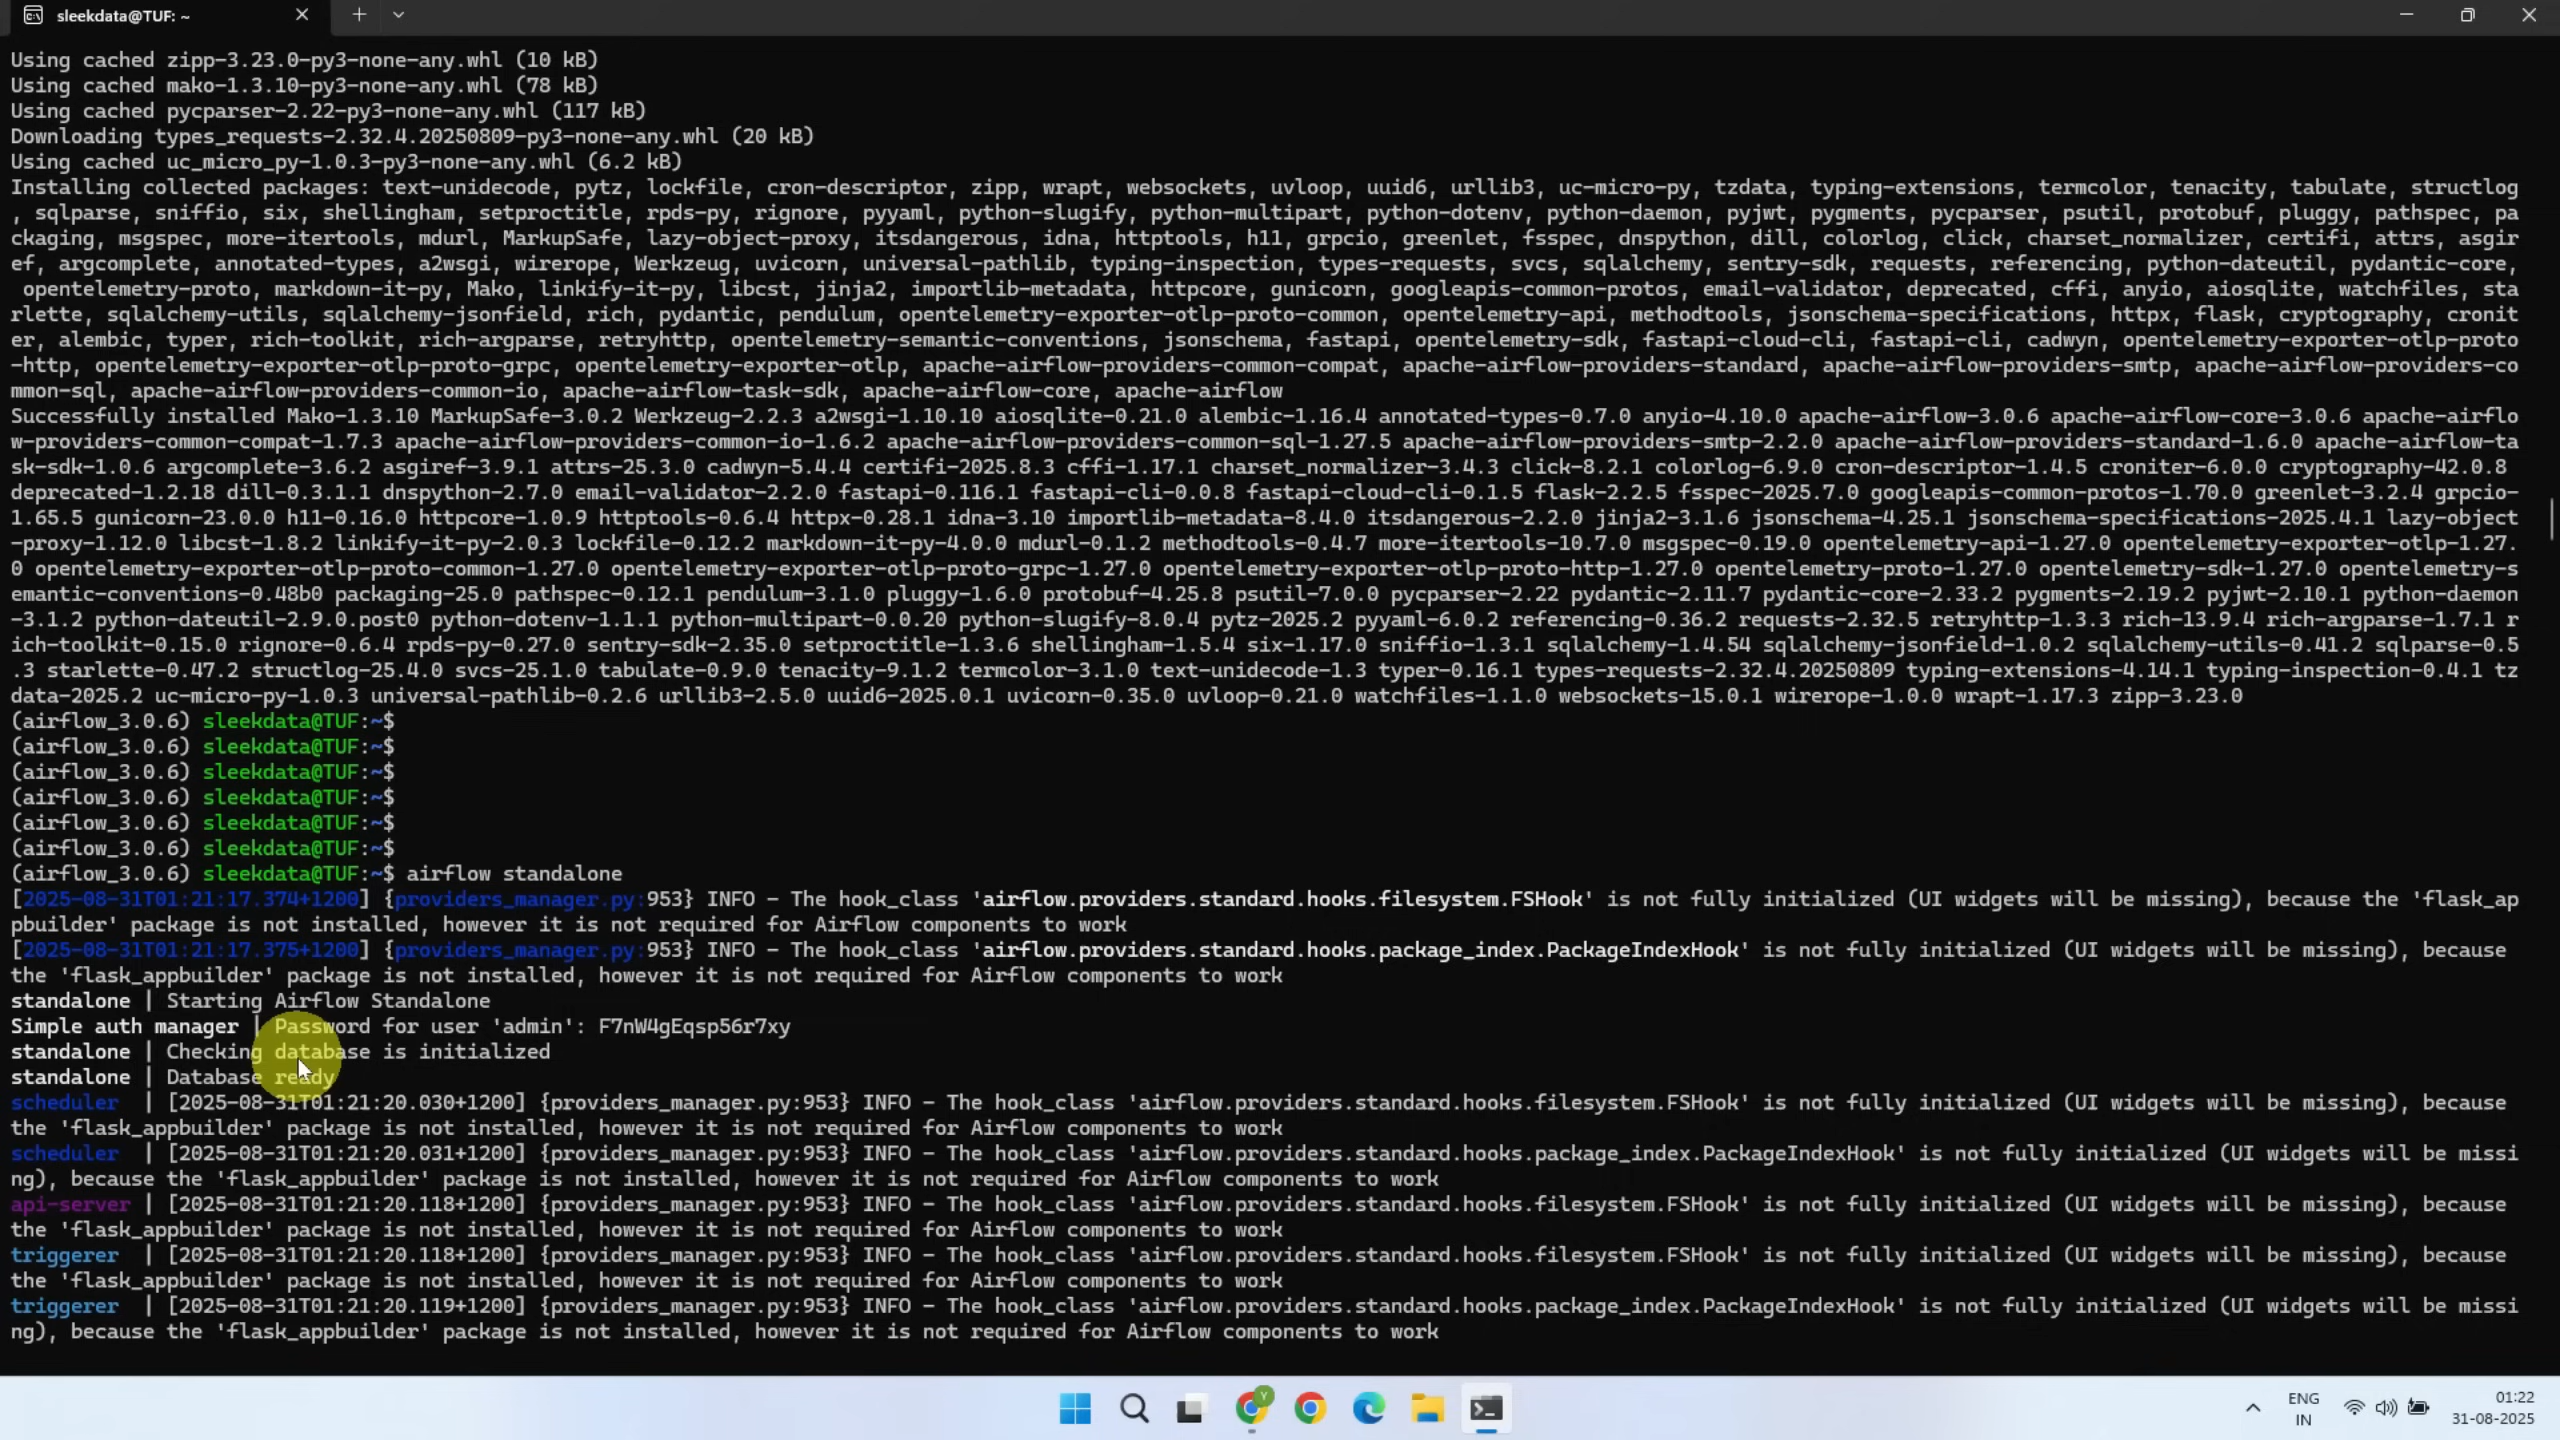 sleekdata@TUF: ~
Using cached zipp-3.23.0-py3-none-any.whl (10 kB)
Using cached mako-1.3.10-py3-none-any.whl (78 kB)
Using cached pycparser-2.22-py3-none-any.whl (117 kB)
Downloading types_requests-2.32.4.20250809-py3-none-any.whl (20 kB)
Using cached uc_micro_py-1.0.3-py3-none-any.whl (6.2 kB)
Installing collected packages: text-unidecode, pytz, lockfile, cron-descriptor, zipp, wrapt, websockets, uvloop, uuid6, urllib3, uc-micro-py, tzdata, typing-extensions, termcolor, tenacity, tabulate, structlog
, sqlparse, sniffio, six, shellingham, setproctitle, rpds-py, rignore, pyyaml, python-slugify, python-multipart, python-dotenv, python-daemon, pyjwt, pygments, pycparser, psutil, protobuf, pluggy, pathspec, pa
ckaging, msgspec, more-itertools, mdurl, MarkupSafe, lazy-object-proxy, itsdangerous, idna, httptools, h11, grpcio, greenlet, fsspec, dnspython, dill, colorlog, click, charset_normalizer, certifi, attrs, asgir
ef, argcomplete, annotated-types, a2wsgi, wirerope, Werkzeug, uvicorn, universal-pathlib, typing-inspection, types-requests, svcs, sqlalchemy, sentry-sdk, requests, referencing, python-dateutil, pydantic-core,
opentelemetry-proto, markdown-it-py, Mako, linkify-it-py, libcst, jinja2, importlib-metadata, httpcore, gunicorn, googleapis-common-protos, email-validator, deprecated, cffi, anyio, aiosqlite, watchfiles, sta
rlette, sqlalchemy-utils, sqlalchemy-jsonfield, rich, pydantic, pendulum, opentelemetry-exporter-otlp-proto-common, opentelemetry-api, methodtools, jsonschema-specifications, httpx, flask, cryptography, cronit
er, alembic, typer, rich-toolkit, rich-argparse, retryhttp, opentelemetry-semantic-conventions, jsonschema, fastapi, opentelemetry-sdk, fastapi-cloud-cli, fastapi-cli, cadwyn, opentelemetry-exporter-otlp-proto
-http, opentelemetry-exporter-otlp-proto-grpc, opentelemetry-exporter-otlp, apache-airflow-providers-common-compat, apache-airflow-providers-standard, apache-airflow-providers-smtp, apache-airflow-providers-co
mmon-sql, apache-airflow-providers-common-io, apache-airflow-task-sdk, apache-airflow-core, apache-airflow
Successfully installed Mako-1.3.10 MarkupSafe-3.0.2 Werkzeug-2.2.3 a2wsgi-1.10.10 aiosqlite-0.21.0 alembic-1.16.4 annotated-types-0.7.0 anyio-4.10.0 apache-airflow-3.0.6 apache-airflow-core-3.0.6 apache-airflo
w-providers-common-compat-1.7.3 apache-airflow-providers-common-io-1.6.2 apache-airflow-providers-common-sql-1.27.5 apache-airflow-providers-smtp-2.2.0 apache-airflow-providers-standard-1.6.0 apache-airflow-ta
sk-sdk-1.0.6 argcomplete-3.6.2 asgiref-3.9.1 attrs-25.3.0 cadwyn-5.4.4 certifi-2025.8.3 cffi-1.17.1 charset_normalizer-3.4.3 click-8.2.1 colorlog-6.9.0 cron-descriptor-1.4.5 croniter-6.0.0 cryptography-42.0.8
deprecated-1.2.18 dill-0.3.1.1 dnspython-2.7.0 email-validator-2.2.0 fastapi-0.116.1 fastapi-cli-0.0.8 fastapi-cloud-cli-0.1.5 flask-2.2.5 fsspec-2025.7.0 googleapis-common-protos-1.70.0 greenlet-3.2.4 grpcio-
1.65.5 gunicorn-23.0.0 h11-0.16.0 httpcore-1.0.9 httptools-0.6.4 httpx-0.28.1 idna-3.10 importlib-metadata-8.4.0 itsdangerous-2.2.0 jinja2-3.1.6 jsonschema-4.25.1 jsonschema-specifications-2025.4.1 lazy-object
-proxy-1.12.0 libcst-1.8.2 linkify-it-py-2.0.3 lockfile-0.12.2 markdown-it-py-4.0.0 mdurl-0.1.2 methodtools-0.4.7 more-itertools-10.7.0 msgspec-0.19.0 opentelemetry-api-1.27.0 opentelemetry-exporter-otlp-1.27.
0 opentelemetry-exporter-otlp-proto-common-1.27.0 opentelemetry-exporter-otlp-proto-grpc-1.27.0 opentelemetry-exporter-otlp-proto-http-1.27.0 opentelemetry-proto-1.27.0 opentelemetry-sdk-1.27.0 opentelemetry-s
emantic-conventions-0.48b0 packaging-25.0 pathspec-0.12.1 pendulum-3.1.0 pluggy-1.6.0 protobuf-4.25.8 psutil-7.0.0 pycparser-2.22 pydantic-2.11.7 pydantic-core-2.33.2 pygments-2.19.2 pyjwt-2.10.1 python-daemon
-3.1.2 python-dateutil-2.9.0.post0 python-dotenv-1.1.1 python-multipart-0.0.20 python-slugify-8.0.4 pytz-2025.2 pyyaml-6.0.2 referencing-0.36.2 requests-2.32.5 retryhttp-1.3.3 rich-13.9.4 rich-argparse-1.7.1 r
ich-toolkit-0.15.0 rignore-0.6.4 rpds-py-0.27.0 sentry-sdk-2.35.0 setproctitle-1.3.6 shellingham-1.5.4 six-1.17.0 sniffio-1.3.1 sqlalchemy-1.4.54 sqlalchemy-jsonfield-1.0.2 sqlalchemy-utils-0.41.2 sqlparse-0.5
.3 starlette-0.47.2 structlog-25.4.0 svcs-25.1.0 tabulate-0.9.0 tenacity-9.1.2 termcolor-3.1.0 text-unidecode-1.3 typer-0.16.1 types-requests-2.32.4.20250809 typing-extensions-4.14.1 typing-inspection-0.4.1 tz
data-2025.2 uc-micro-py-1.0.3 universal-pathlib-0.2.6 urllib3-2.5.0 uuid6-2025.0.1 uvicorn-0.35.0 uvloop-0.21.0 watchfiles-1.1.0 websockets-15.0.1 wirerope-1.0.0 wrapt-1.17.3 zipp-3.23.0
(airflow_3.0.6) sleekdata@TUF:~$
(airflow_3.0.6) sleekdata@TUF:~$
(airflow_3.0.6) sleekdata@TUF:~$
(airflow_3.0.6) sleekdata@TUF:~$
(airflow_3.0.6) sleekdata@TUF:~$
(airflow_3.0.6) sleekdata@TUF:~$
(airflow_3.0.6) sleekdata@TUF:~$ airflow standalone
[2025-08-31T01:21:17.374+1200] {providers_manager.py:953} INFO - The hook_class 'airflow.providers.standard.hooks.filesystem.FSHook' is not fully initialized (UI widgets will be missing), because the 'flask_ap
pbuilder' package is not installed, however it is not required for Airflow components to work
[2025-08-31T01:21:17.375+1200] {providers_manager.py:953} INFO - The hook_class 'airflow.providers.standard.hooks.package_index.PackageIndexHook' is not fully initialized (UI widgets will be missing), because
the 'flask_appbuilder' package is not installed, however it is not required for Airflow components to work
standalone | Starting Airflow Standalone
Simple auth manager | Password for user 'admin': F7nW4gEqsp56r7xy
standalone | Checking database is initialized
standalone | Database ready
scheduler  | [2025-08-31T01:21:20.030+1200] {providers_manager.py:953} INFO - The hook_class 'airflow.providers.standard.hooks.filesystem.FSHook' is not fully initialized (UI widgets will be missing), because
the 'flask_appbuilder' package is not installed, however it is not required for Airflow components to work
scheduler  | [2025-08-31T01:21:20.031+1200] {providers_manager.py:953} INFO - The hook_class 'airflow.providers.standard.hooks.package_index.PackageIndexHook' is not fully initialized (UI widgets will be missi
ng), because the 'flask_appbuilder' package is not installed, however it is not required for Airflow components to work
api-server | [2025-08-31T01:21:20.118+1200] {providers_manager.py:953} INFO - The hook_class 'airflow.providers.standard.hooks.filesystem.FSHook' is not fully initialized (UI widgets will be missing), because
the 'flask_appbuilder' package is not installed, however it is not required for Airflow components to work
triggerer  | [2025-08-31T01:21:20.118+1200] {providers_manager.py:953} INFO - The hook_class 'airflow.providers.standard.hooks.filesystem.FSHook' is not fully initialized (UI widgets will be missing), because
the 'flask_appbuilder' package is not installed, however it is not required for Airflow components to work
triggerer  | [2025-08-31T01:21:20.119+1200] {providers_manager.py:953} INFO - The hook_class 'airflow.providers.standard.hooks.package_index.PackageIndexHook' is not fully initialized (UI widgets will be missi
ng), because the 'flask_appbuilder' package is not installed, however it is not required for Airflow components to work
Y
ENG
IN
01:22
31-08-2025